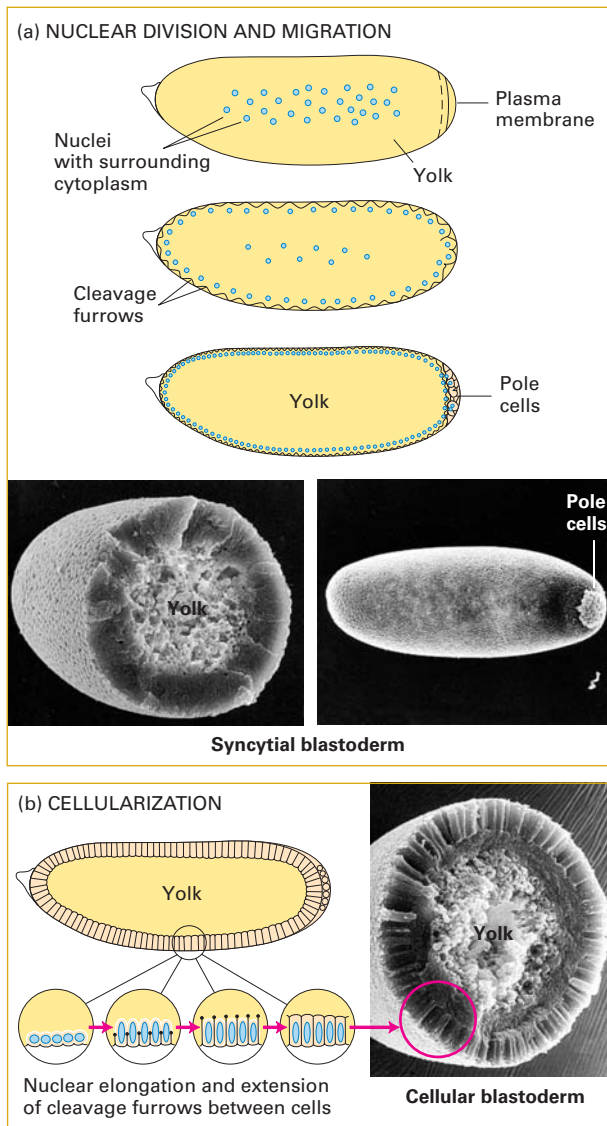 (a) NUCLEAR DIVISION AND MIGRATION
Plasma
membrane
Nuclei
with surrounding
cytoplasm
Yolk
Cleavage
furrows
Yolk
Pole
cells
Yolk
Pole
cells
Syncytial blastoderm
(b) CELLULARIZATION
Yolk
Yolk
Nuclear elongation and extension
of cleavage furrows between cells
Cellular blastoderm